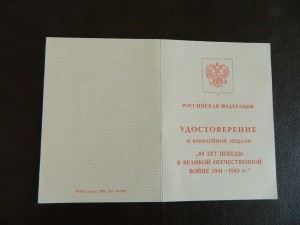 РОССИЙСКАЯ ФЕДЕРАЦИЯ
УДОСТОВЕРЕНИЕ
К ЮБИЛЕЙНОЙ МЕДАЛИ
„60 ЛЕТ ПОБЕДЫ
В ВЕЛИКОЙ ОТЕЧЕСТВЕННОЙ
ВОЙНЕ 1941–1945 гг."